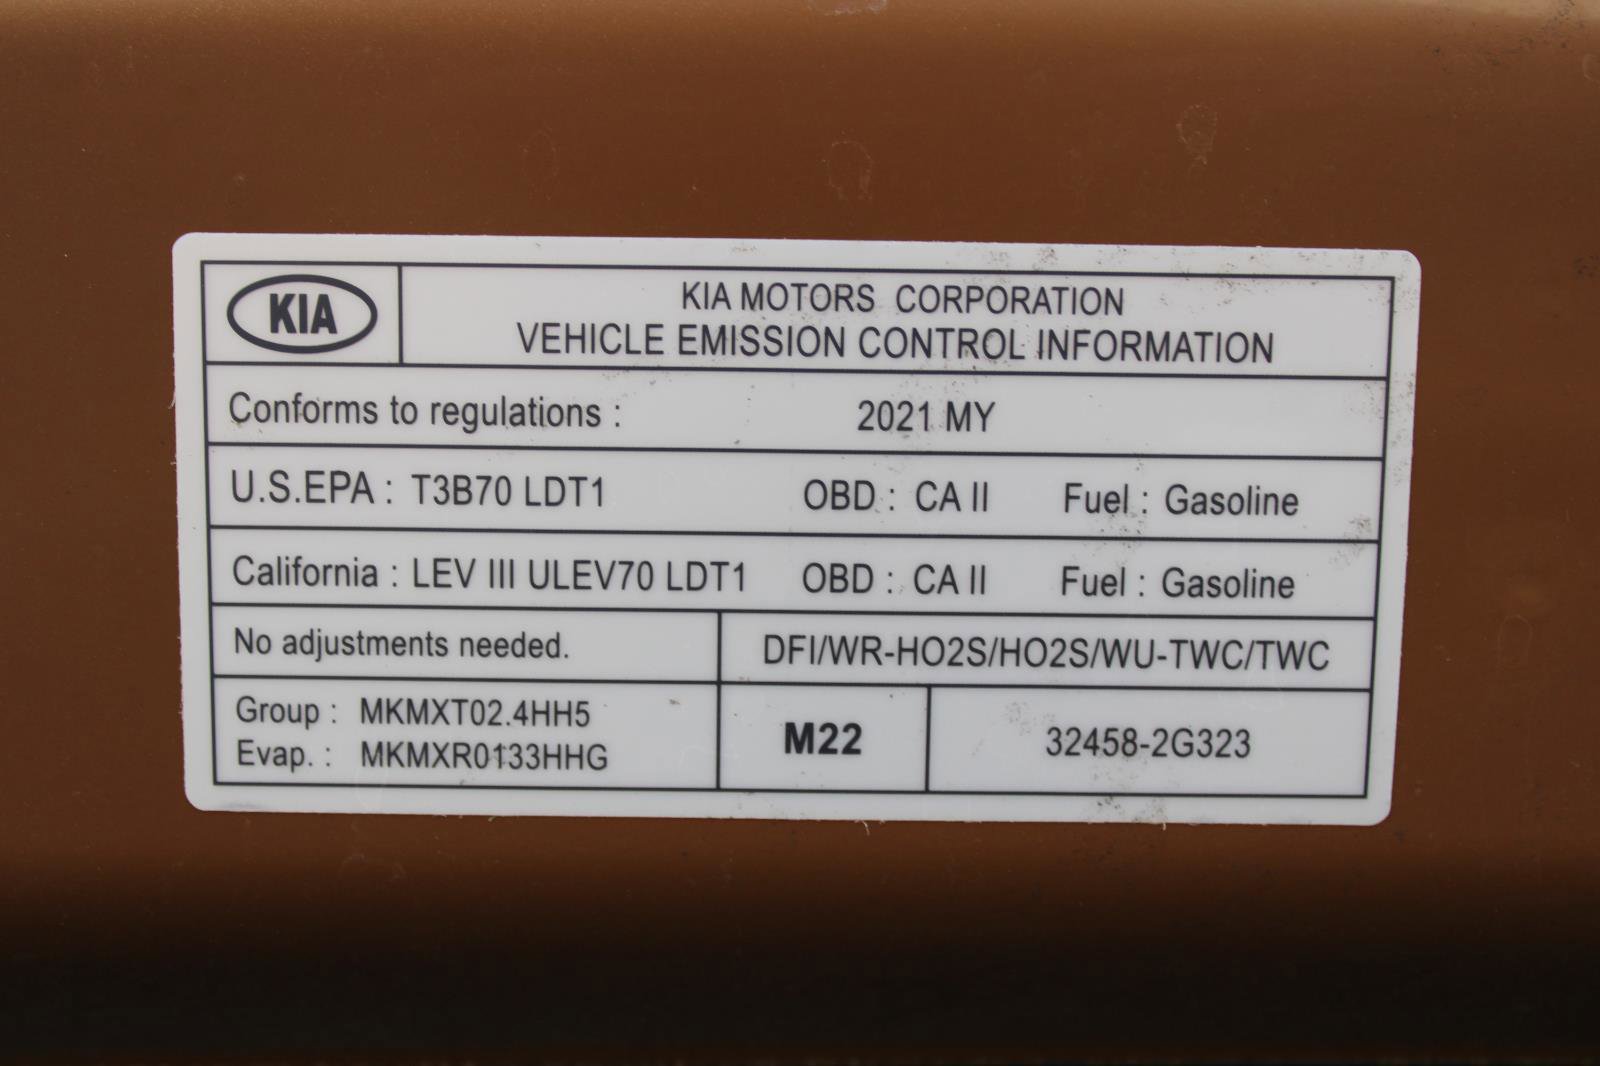 KIA
KIA MOTORS CORPORATION
VEHICLE EMISSION CONTROL INFORMATION
Conforms to regulations : 2021 MY
U.S.EPA : T3B70 LDT1 OBD : CA II Fuel : Gasoline
California : LEV III ULEV70 LDT1 OBD : CA II Fuel : Gasoline
No adjustments needed. DFI/WR-HO2S/HO2S/WU-TWC/TWC
Group : MKMXT02.4HH5
Evap. : MKMXR0133HHG
M22
32458-2G323